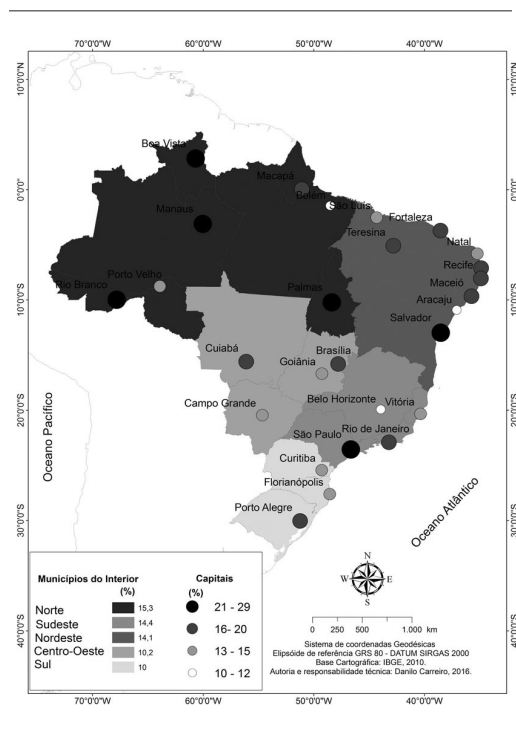 70°0'0"W 60°0'0"W 50°0'0"W 40°0'0"W
10°0'0"N 10°0'0"N
Boa Vista
Macapá
0°0'0" 0°0'0"
Belém
São Luís
Manaus
Fortaleza
Teresina
Natal
Recife
Porto Velho
Maceió
Rio Branco
Palmas
10°0'0"S 10°0'0"S
Aracaju
Salvador
Cuiabá
Brasília
Goiânia
Campo Grande
Belo Horizonte
Vitória
20°0'0"S 20°0'0"S
São Paulo
Rio de Janeiro
Curitiba
Florianópolis
Oceano Pacífico
Oceano Atlântico
Porto Alegre
30°0'0"S 30°0'0"S
Municípios do Interior
(%)
Norte 15,3
Sudeste 14,4
Nordeste 14,1
Centro-Oeste 10,2
Sul 10
Capitais
(%)
21 - 29
16- 20
13 - 15
10 - 12
N
W E
S
0 250 500 1.000 km
Sistema de coordenadas Geodésicas
Elipsóide de referência GRS 80 - DATUM SIRGAS 2000
Base Cartográfica: IBGE, 2010.
Autoria e responsabilidade técnica: Danilo Carreiro, 2016.
40°0'0"S 40°0'0"S
70°0'0"W 60°0'0"W 50°0'0"W 40°0'0"W